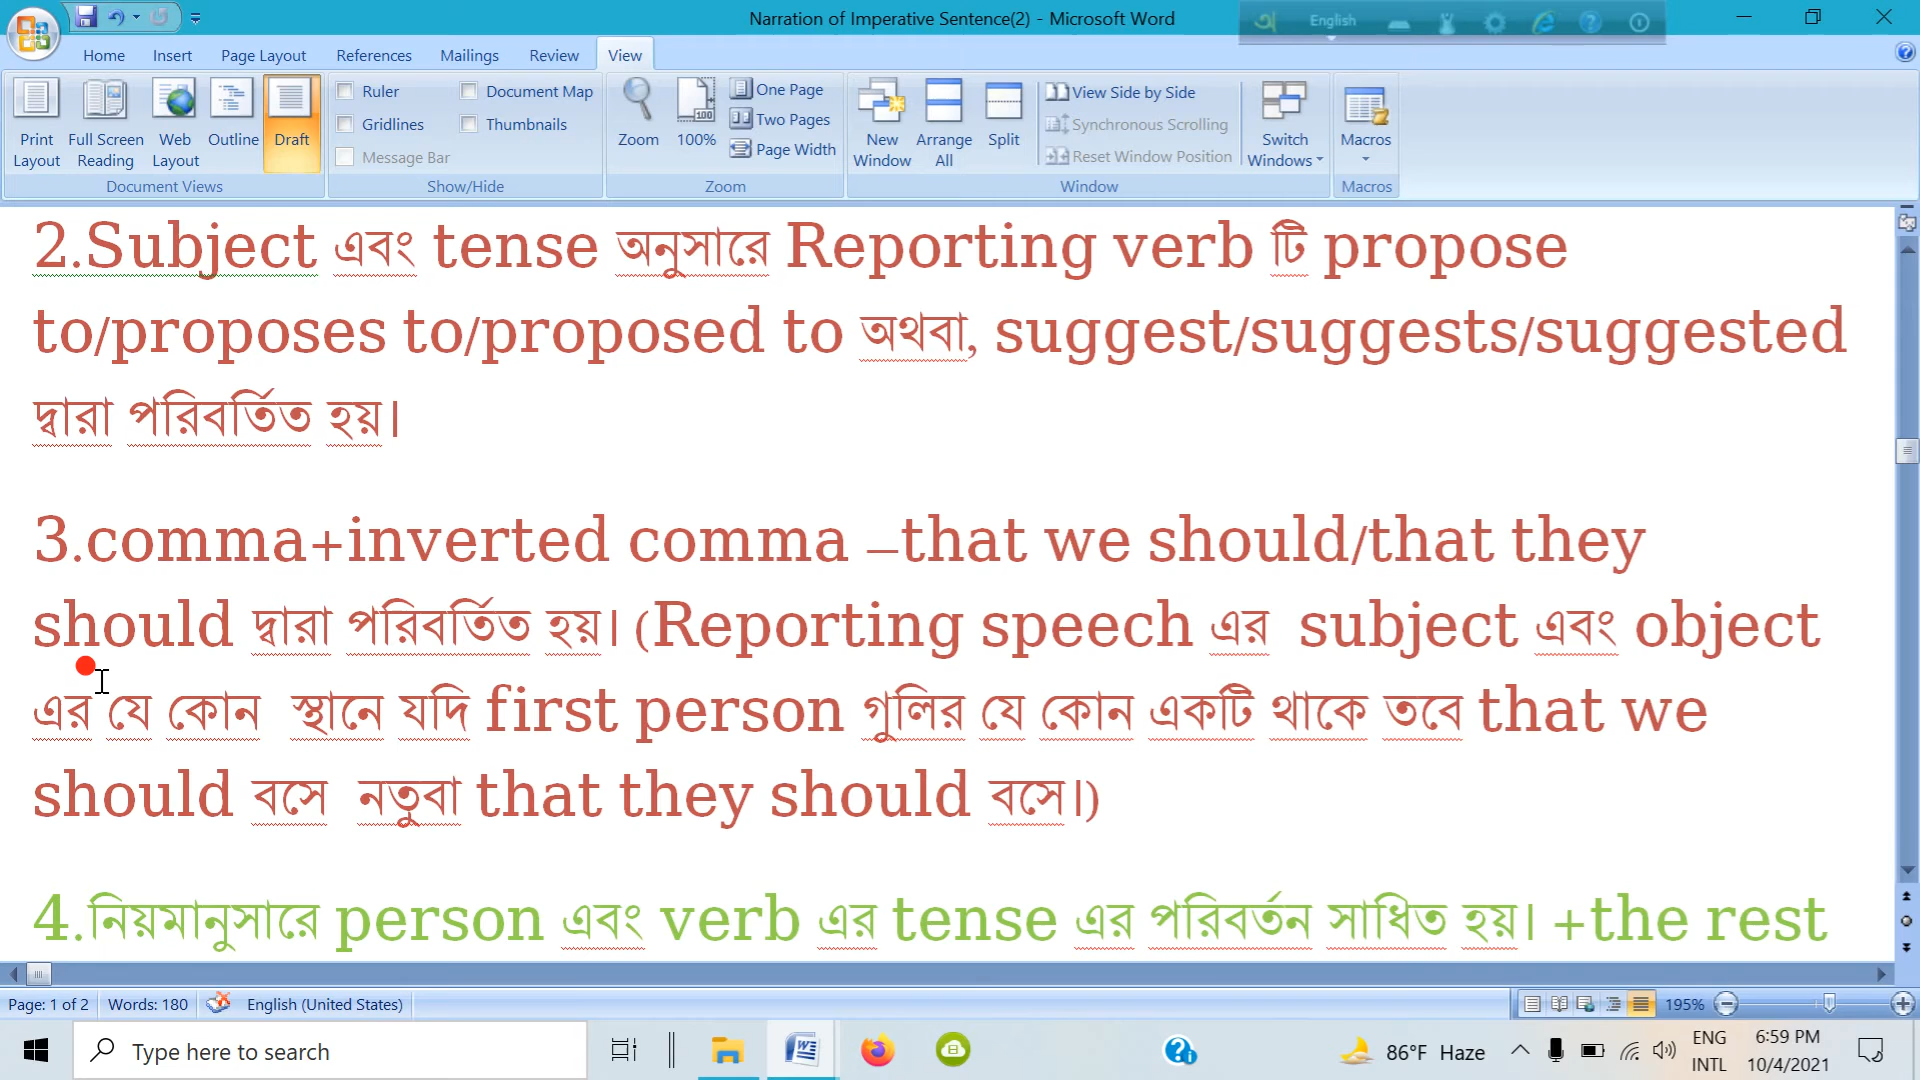 Narration of Imperative Sentence(2) - Microsoft Word
English
Home Insert Page Layout References Mailings Review View
Print Layout
Full Screen Reading
Web Layout
Outline
Draft
Document Views
Ruler
Gridlines
Message Bar
Document Map
Thumbnails
Show/Hide
Zoom
100%
One Page
Two Pages
Page Width
Zoom
New Window
Arrange All
Split
View Side by Side
Synchronous Scrolling
Reset Window Position
Window
Switch Windows
Macros
Macros
2.Subject এবং tense অনুসারে Reporting verb টি propose
to/proposes to/proposed to অথবা, suggest/suggests/suggested
দ্বারা পরিবর্তিত হয়।
3.comma+inverted comma –that we should/that they
should দ্বারা পরিবর্তিত হয়। (Reporting speech এর subject এবং object
এর যে কোন স্থানে যদি first person গুলির যে কোন একটি থাকে তবে that we
should বসে নতুবা that they should বসে।)
4.নিয়মানুসারে person এবং verb এর tense এর পরিবর্তন সাধিত হয়। +the rest
Page: 1 of 2 Words: 180 English (United States) 195%
Type here to search
86°F Haze
ENG
INTL
6:59 PM
10/4/2021